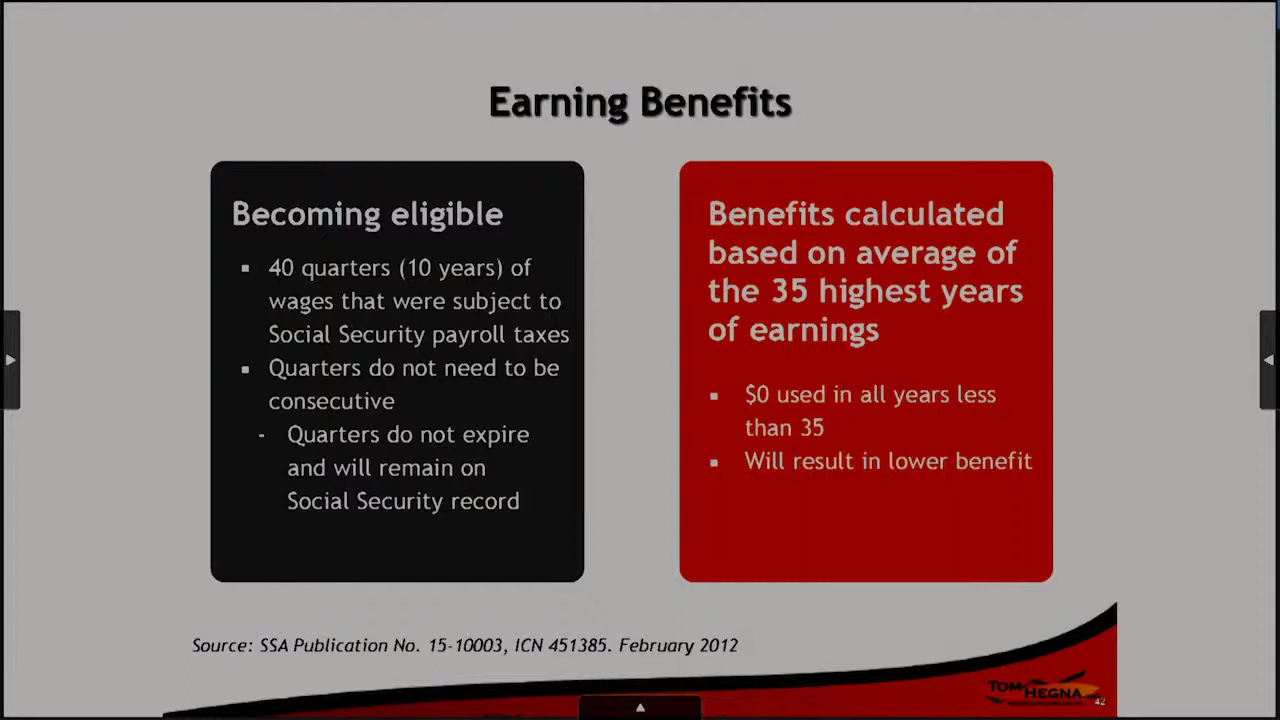 Earning Benefits
Becoming eligible
▪ 40 quarters (10 years) of
wages that were subject to
Social Security payroll taxes
▪ Quarters do not need to be
consecutive
- Quarters do not expire
and will remain on
Social Security record
Benefits calculated
based on average of
the 35 highest years
of earnings
▪ $0 used in all years less
than 35
▪ Will result in lower benefit
Source: SSA Publication No. 15-10003, ICN 451385. February 2012
TOM HEGNA
42